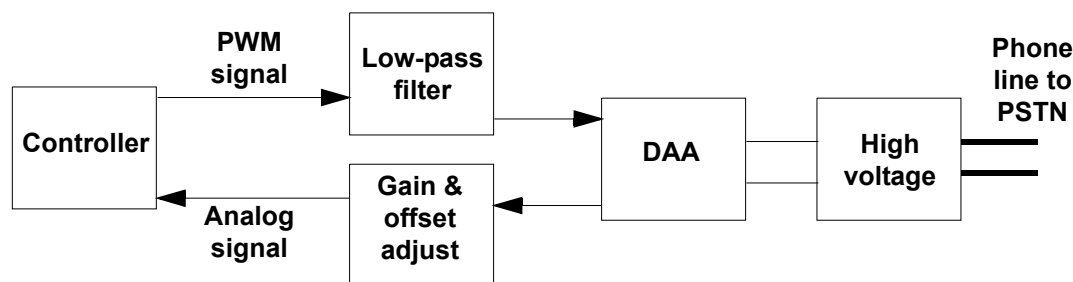 Controller
PWM
signal
Low-pass
filter
Analog
signal
Gain &
offset
adjust
DAA
High
voltage
Phone
line to
PSTN